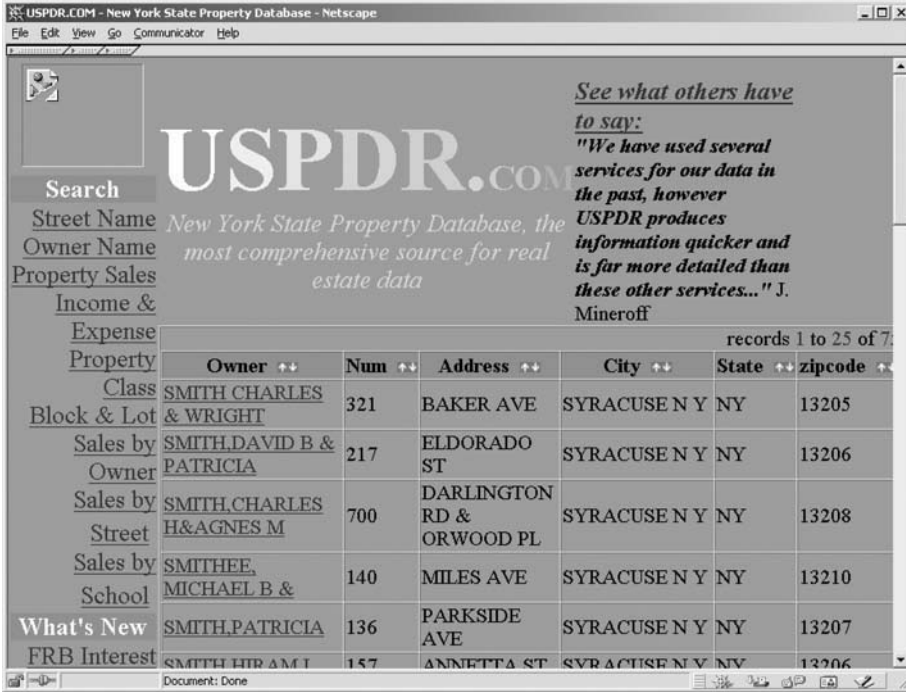 USPDR.COM - New York State Property Database - Netscape
File Edit View Go Communicator Help
Search
Street Name
Owner Name
Property Sales
Income &
Expense
Property
Class
Block & Lot
Sales by
Owner
Sales by
Street
Sales by
School
What's New
FRB Interest
USPDR.COM
New York State Property Database, the
most comprehensive source for real
estate data
See what others have
to say:
"We have used several
services for our data in
the past, however
USPDR produces
information quicker and
is far more detailed than
these other services..." J.
Mineroff
records 1 to 25 of
Owner Num Address City State zipcode
SMITH CHARLES
& WRIGHT
321 BAKER AVE SYRACUSE N Y NY 13205
SMITH,DAVID B &
PATRICIA
217 ELDORADO
ST
SYRACUSE N Y NY 13206
SMITH,CHARLES
H&AGNES M
700 DARLINGTON
RD &
ORWOOD PL
SYRACUSE N Y NY 13208
SMITHEE,
MICHAEL B &
140 MILES AVE SYRACUSE N Y NY 13210
SMITH,PATRICIA 136 PARKSIDE
AVE
SYRACUSE N Y NY 13207
SMITH HIRAM I 157 ANNETTA ST SYRACUSE N Y NY 13206
Document: Done